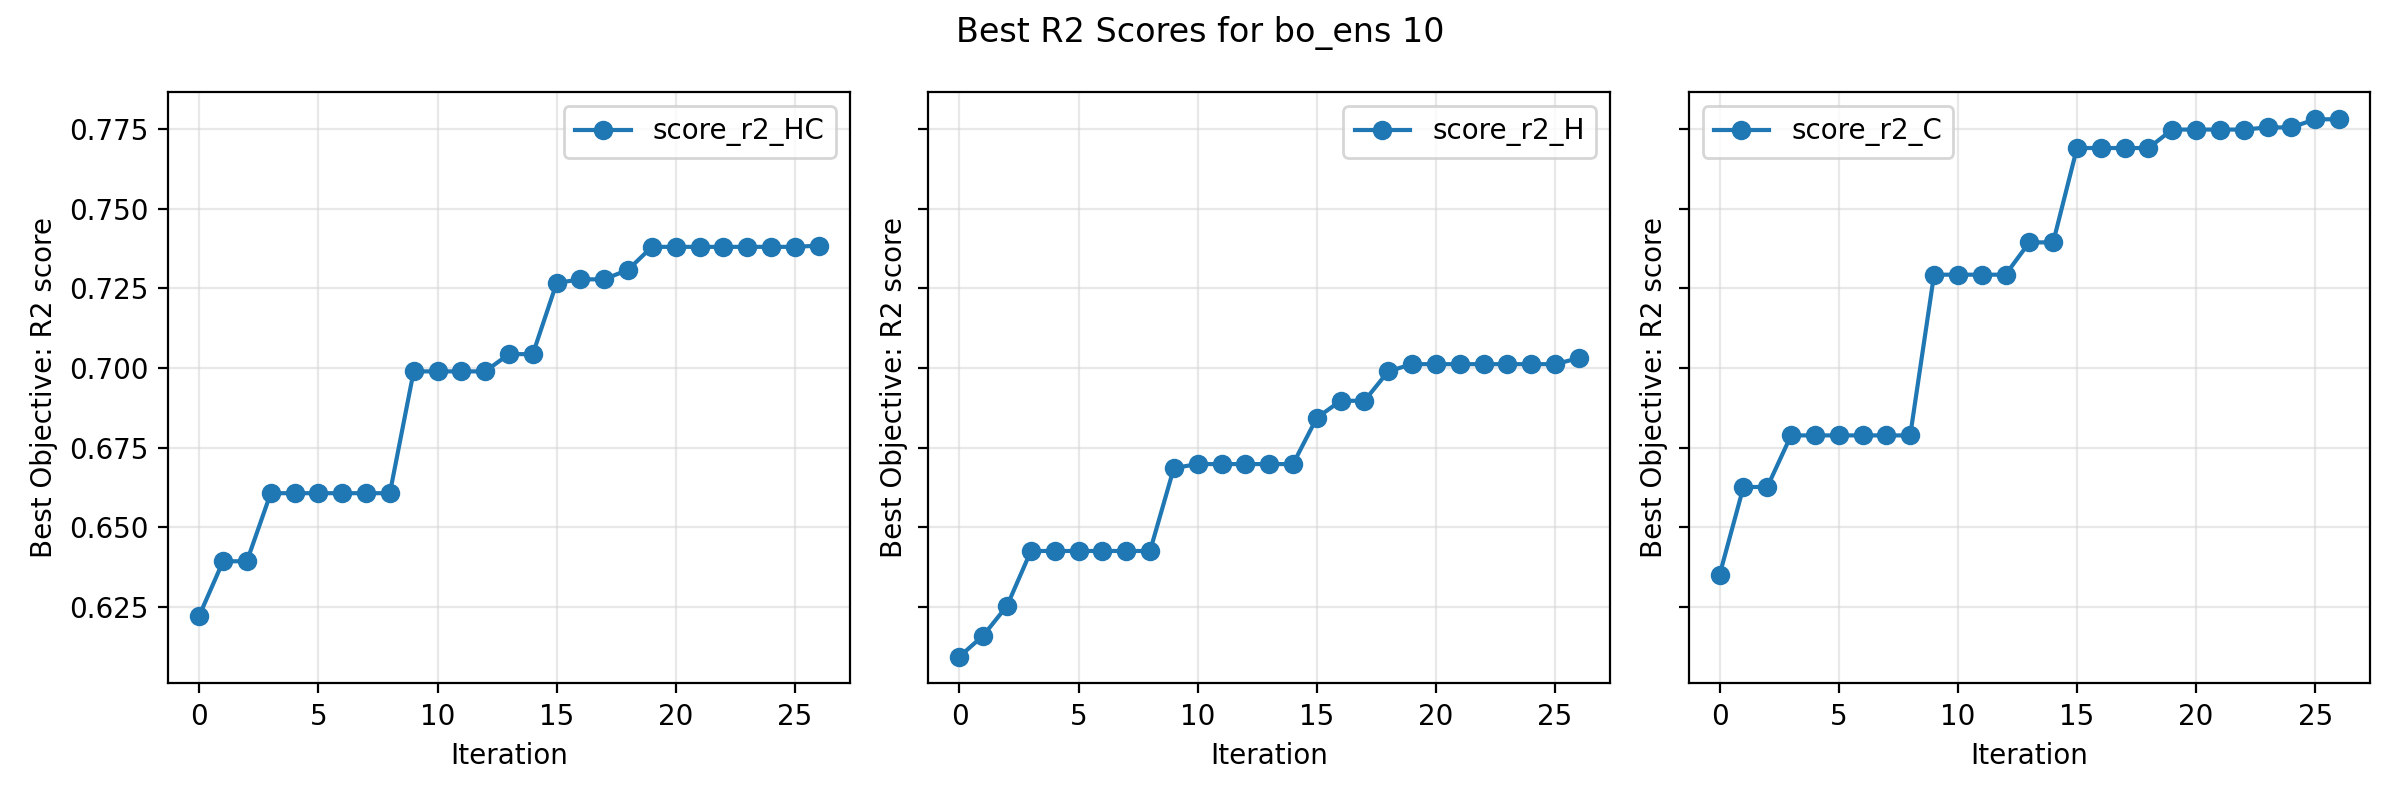 Best R2 Scores for bo_ens 10
Best Objective: R2 score
0.775
0.750
0.725
0.700
0.675
0.650
0.625
score_r2_HC
0 5 10 15 20 25
Iteration
Best Objective: R2 score
score_r2_H
0 5 10 15 20 25
Iteration
Best Objective: R2 score
score_r2_C
0 5 10 15 20 25
Iteration